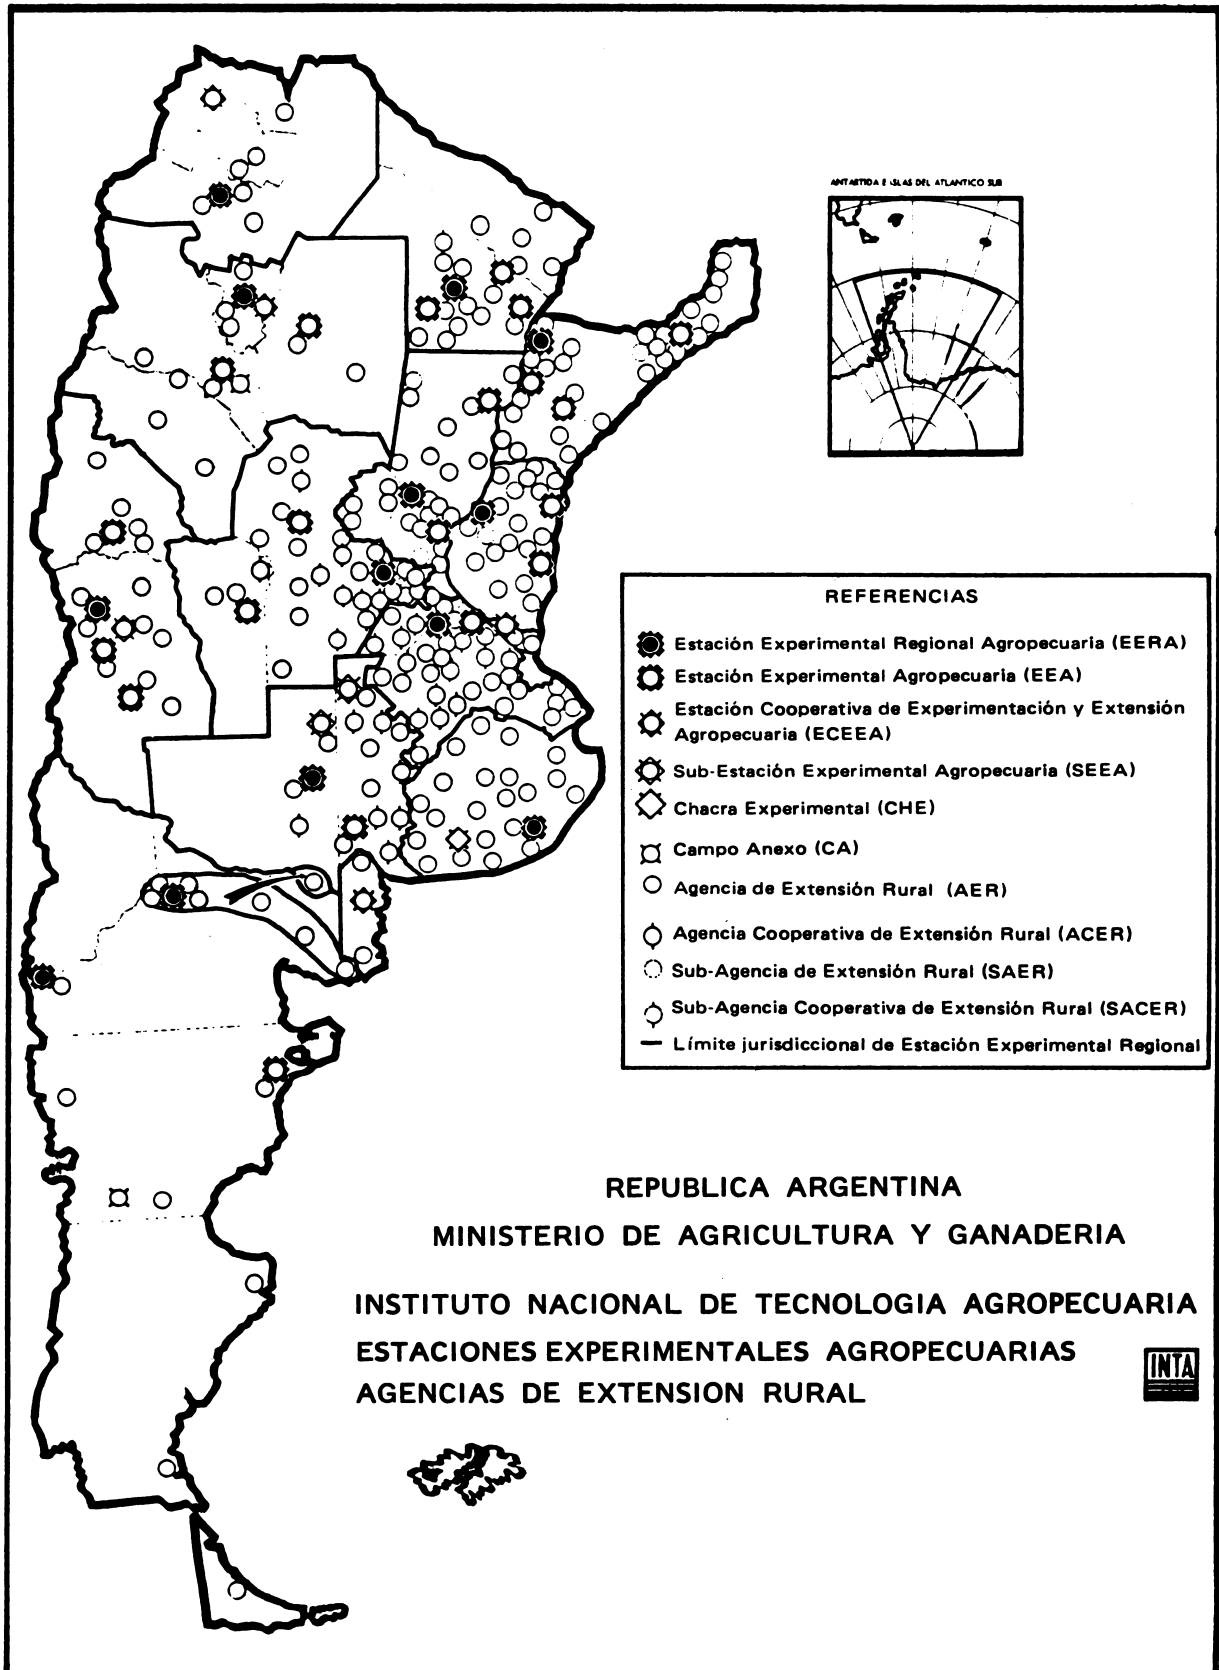 ANTARTIDA E ISLAS DEL ATLANTICO SUR
REFERENCIAS
Estación Experimental Regional Agropecuaria (EERA)
Estación Experimental Agropecuaria (EEA)
Estación Cooperativa de Experimentación y Extensión
Agropecuaria (ECEEA)
Sub-Estación Experimental Agropecuaria (SEEA)
Chacra Experimental (CHE)
Campo Anexo (CA)
Agencia de Extensión Rural (AER)
Agencia Cooperativa de Extensión Rural (ACER)
Sub-Agencia de Extensión Rural (SAER)
Sub-Agencia Cooperativa de Extensión Rural (SACER)
Límite jurisdiccional de Estación Experimental Regional
REPUBLICA ARGENTINA
MINISTERIO DE AGRICULTURA Y GANADERIA
INSTITUTO NACIONAL DE TECNOLOGIA AGROPECUARIA
ESTACIONES EXPERIMENTALES AGROPECUARIAS
AGENCIAS DE EXTENSION RURAL
INTA